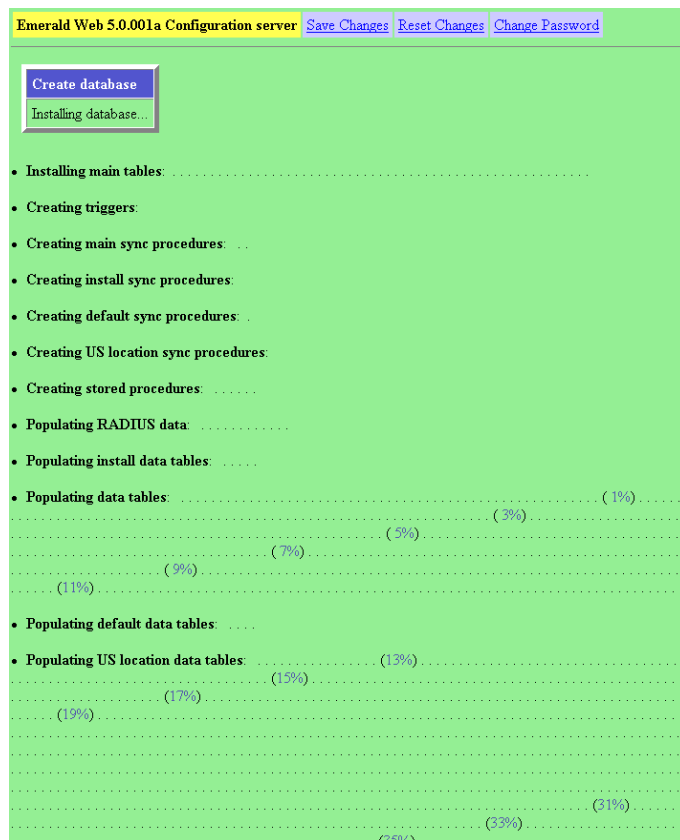 Emerald Web 5.0.001a Configuration server Save Changes Reset Changes Change Password
Create database
Installing database...
• Installing main tables: . . . . . . . . . . . . . . . . . . . . . . . . . . . . . . . . . . . . . . . . . . . . . . . . . . . . . . .
• Creating triggers:
• Creating main sync procedures: . .
• Creating install sync procedures:
• Creating default sync procedures: .
• Creating US location sync procedures:
• Creating stored procedures: . . . . . .
• Populating RADIUS data: . . . . . . . . . . . .
• Populating install data tables: . . . . .
• Populating data tables: . . . . . . . . . . . . . . . . . . . . . . . . . . . . . . . . . . . . . . . . . . . . . . . . . . . . . . . ( 1%) . . . . . .
. . . . . . . . . . . . . . . . . . . . . . . . . . . . . . ( 3%) . . . . . . . . . . . . . . . . . . . .
. . . . . . . . . . . . . . . . . . . . . . . . ( 5%) . . . . . . . . . . . . . . . . . . . . . . . . . .
. . . . . . . . . . . . . . . . . . ( 7%) . . . . . . . . . . . . . . . . . . . . . . . . . . . . . . . .
. . . . . . . . . . . . . . . . . . . . ( 9%) . . . . . . . . . . . . . . . . . . . . . . . . . . . . . .
. . . . . . (11%) . . . . . . . . . . . . . . . . . . . . . . . . . . . . . . . . . . . . . . . . . . . .
• Populating default data tables: . . . .
• Populating US location data tables: . . . . . . . . . . . . . . . . (13%) . . . . . . . . . . . . . . . . . .
. . . . . . . . . . . . . . . . . . (15%) . . . . . . . . . . . . . . . . . . . . . . . . . . . . . . . .
. . . . . . . . . . . . . . . . . . . . (17%) . . . . . . . . . . . . . . . . . . . . . . . . . . . . . .
. . . . . . (19%) . . . . . . . . . . . . . . . . . . . . . . . . . . . . . . . . . . . . . . . . . . . .
. . . . . . . . . . . . . . . . . . . . . . . . . . . . . . . . . . . . . . . . . . . . . . . . . . . . . .
. . . . . . . . . . . . . . . . . . . . . . . . . . . . . . . . . . . . . . . . . . . . . . . . . . . . . .
. . . . . . . . . . . . . . . . . . . . . . . . . . . . . . . . . . . . . . . . . . . . . . . . . . . . . .
. . . . . . . . . . . . . . . . . . . . . . . . . . . . . . . . . . . . . . . . . . . . . . . . . . . . . .
. . . . . . . . . . . . . . . . . . . . . . . . . . . . . . . . . . . . . . . . (31%) . . . . . . . . . .
. . . . . . . . . . . . . . . . . . . . . . . . . . . . . . (33%) . . . . . . . . . . . . . . . . . . . .
. . . . . . . . . . . . . . . . . . . . . . . . (35%) . . . . . . . . . . . . . . . . . . . . . . . . . .